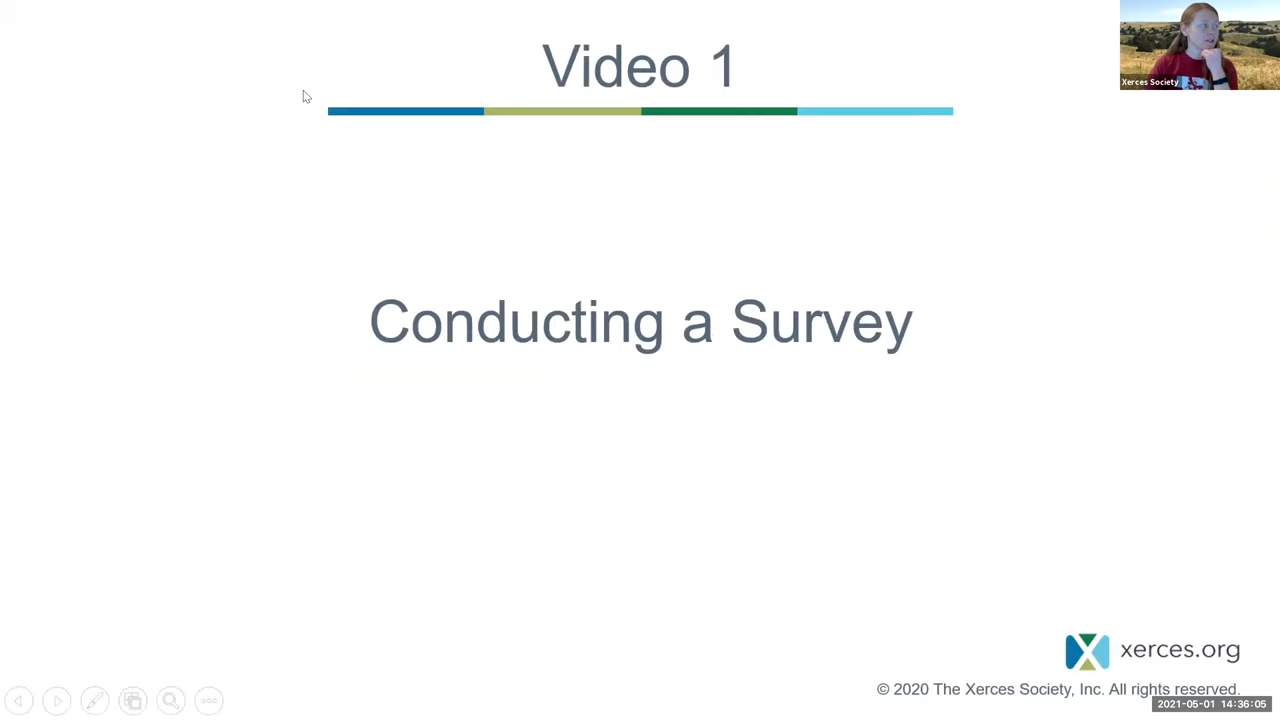 Video 1
Xerces Society
Conducting a Survey
xerces.org
© 2020 The Xerces Society, Inc. All rights reserved.
2021-05-01 14:36:05